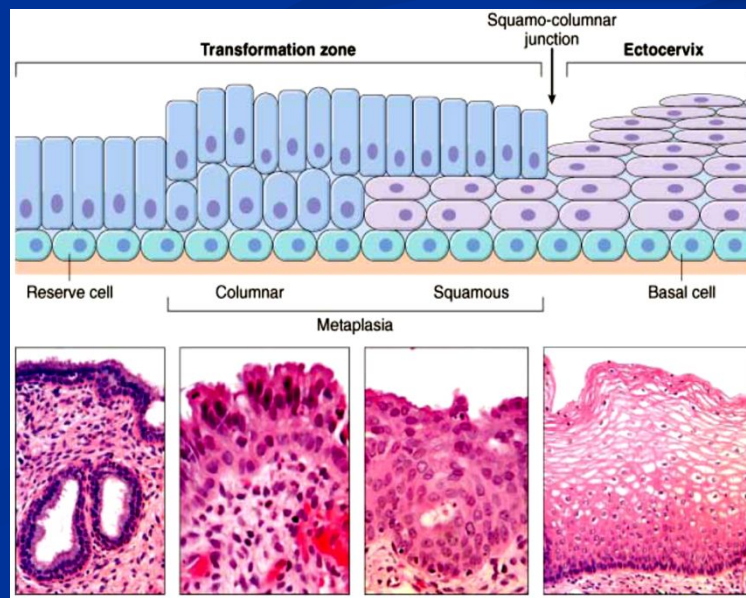 Squamo-columnar
junction
Transformation zone
Ectocervix
Reserve cell
Columnar
Squamous
Basal cell
Metaplasia